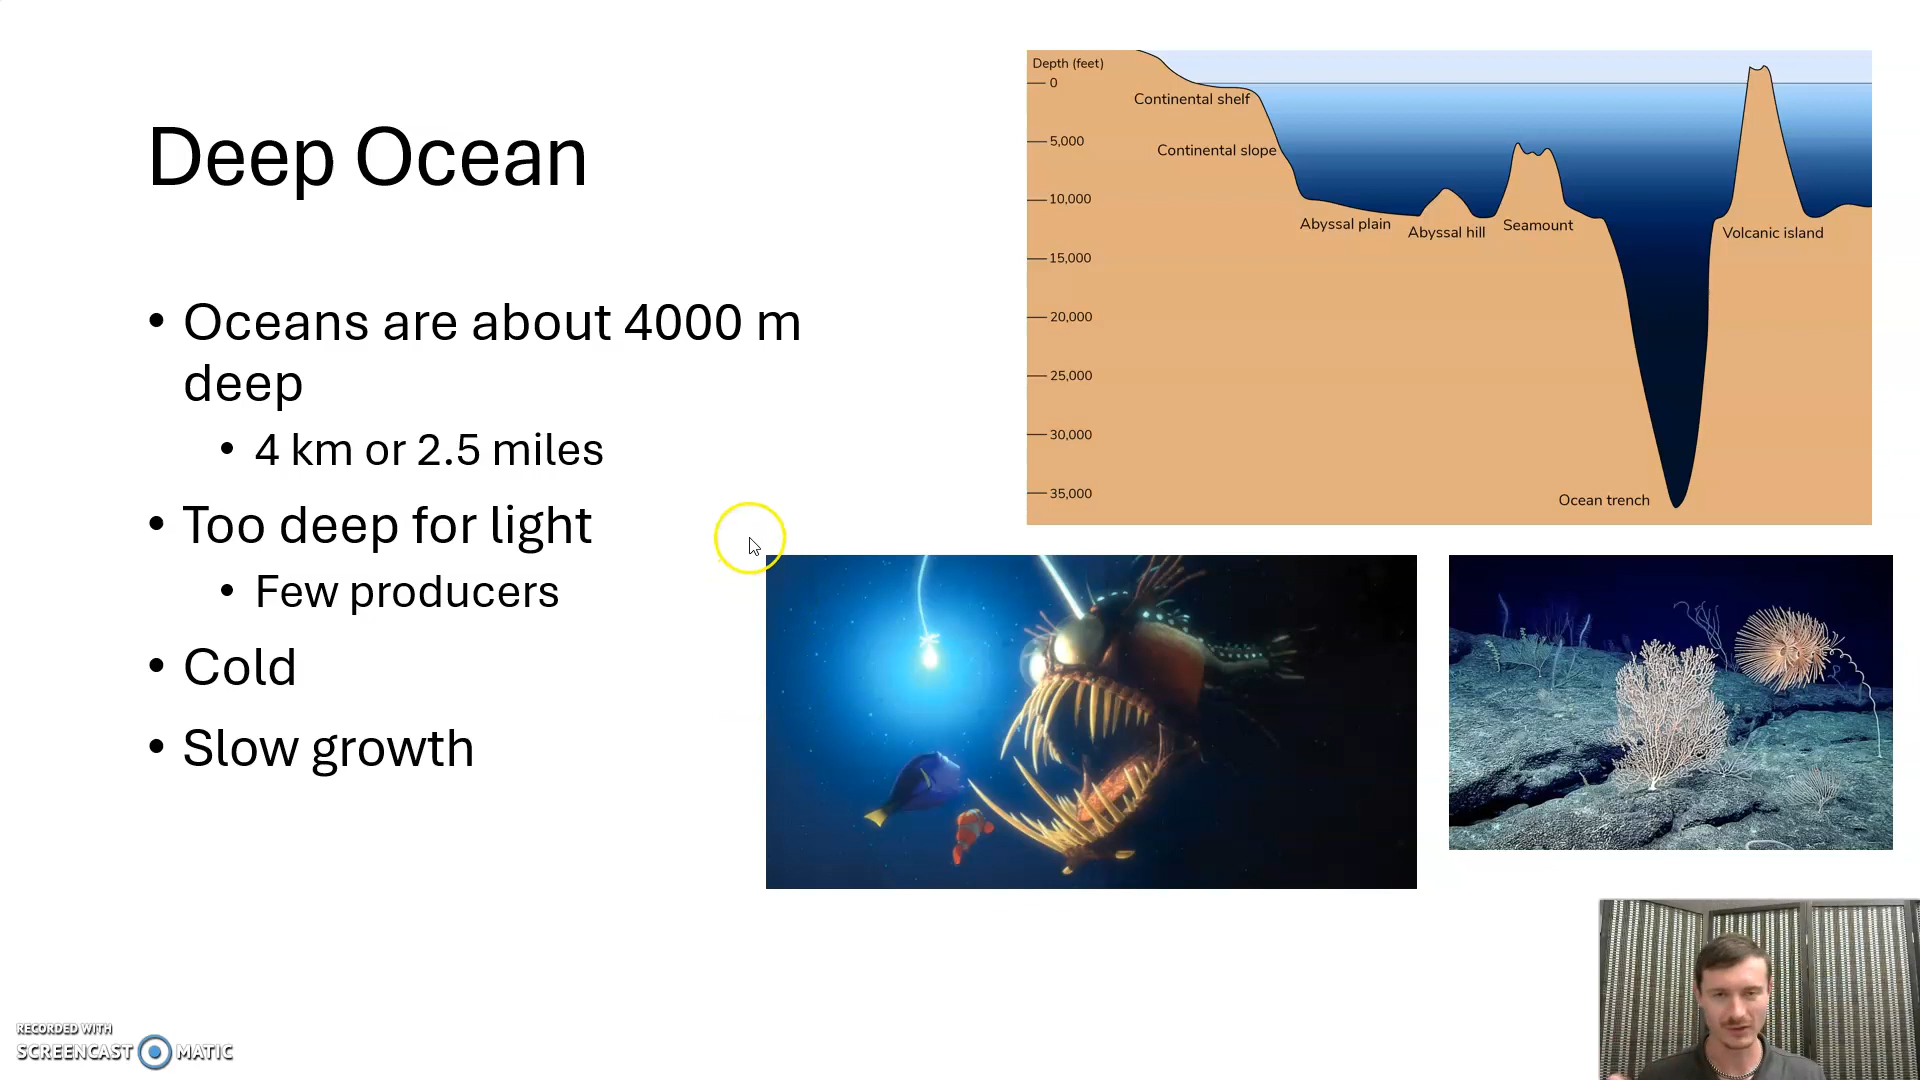 Deep Ocean
• Oceans are about 4000 m
deep
• 4 km or 2.5 miles
• Too deep for light
• Few producers
• Cold
• Slow growth
Depth (feet)
0
Continental shelf
5,000
Continental slope
10,000
Abyssal plain
Abyssal hill
Seamount
Volcanic island
15,000
20,000
25,000
30,000
35,000
Ocean trench
RECORDED WITH
SCREENCAST MATIC